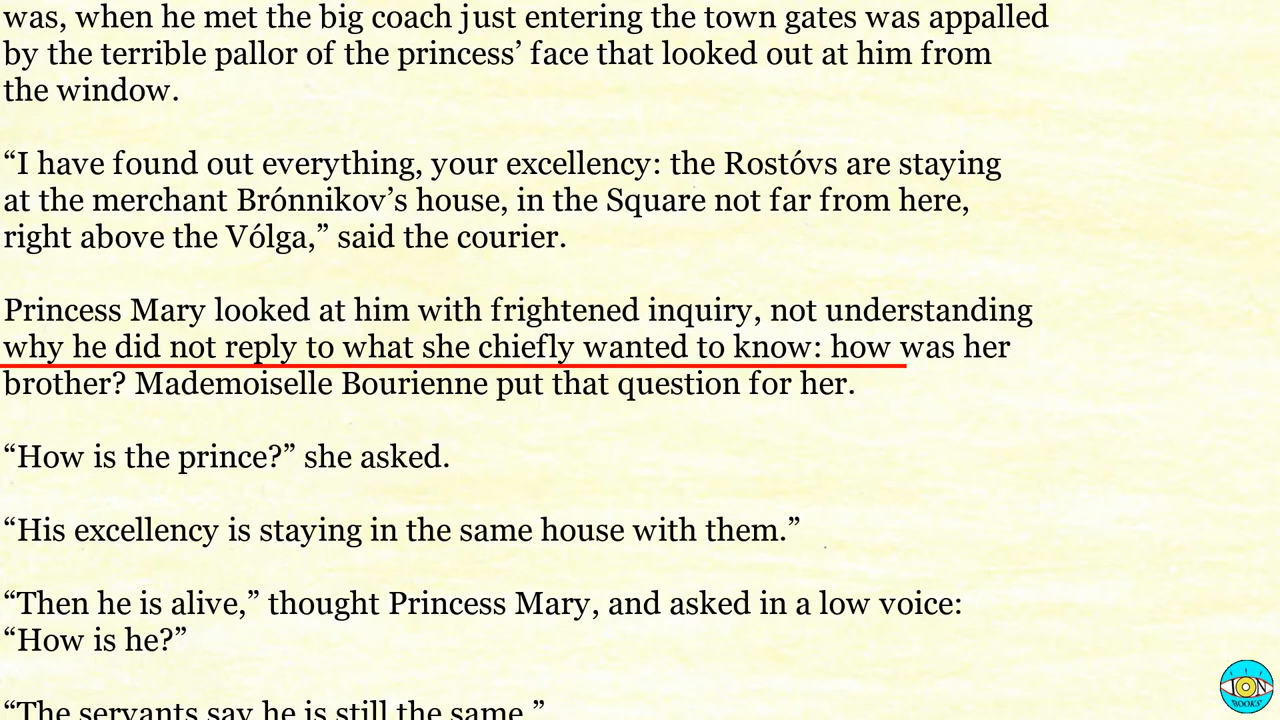 was, when he met the big coach just entering the town gates was appalled
by the terrible pallor of the princess’ face that looked out at him from
the window.
“I have found out everything, your excellency: the Rostóvs are staying
at the merchant Brónnikov’s house, in the Square not far from here,
right above the Vólga,” said the courier.
Princess Mary looked at him with frightened inquiry, not understanding
why he did not reply to what she chiefly wanted to know: how was her
brother? Mademoiselle Bourienne put that question for her.
“How is the prince?” she asked.
“His excellency is staying in the same house with them.”
“Then he is alive,” thought Princess Mary, and asked in a low voice:
“How is he?”
“The servants say he is still the same.”
ION
BOOKS